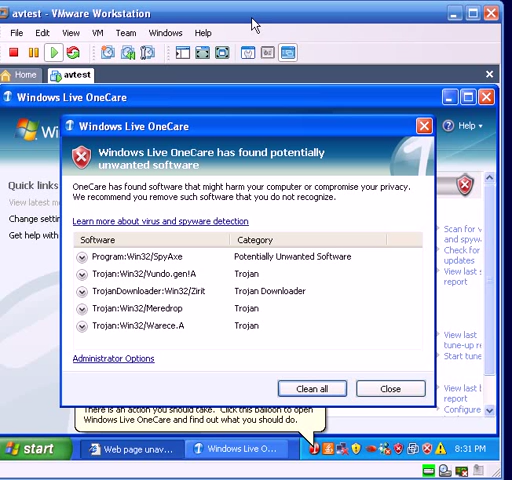 avtest - VMware Workstation
File Edit View VM Team Windows Help
Home avtest
Windows Live OneCare
Help
Windows Live OneCare
Windows Live OneCare has found potentially
unwanted software
OneCare has found software that might harm your computer or compromise your privacy.
We recommend you remove such software that you do not recognize.
Learn more about virus and spyware detection
Software Category
Program:Win32/SpyAxe Potentially Unwanted Software
Trojan:Win32/Vundo.gen!A Trojan
TrojanDownloader:Win32/Zirit Trojan Downloader
Trojan:Win32/Meredrop Trojan
Trojan:Win32/Warece.A Trojan
Administrator Options
Clean all Close
Quick links
View latest m
Change settin
Get help with
Scan for v
and spyw
Check for
updates
View last s
report
View last
tune-up r
Start tune
View last b
report
Configure
There is an action you should take. Click this balloon to open
Windows Live OneCare and find out what you should do.
start Web page unav... Windows Live O... 8:31 PM